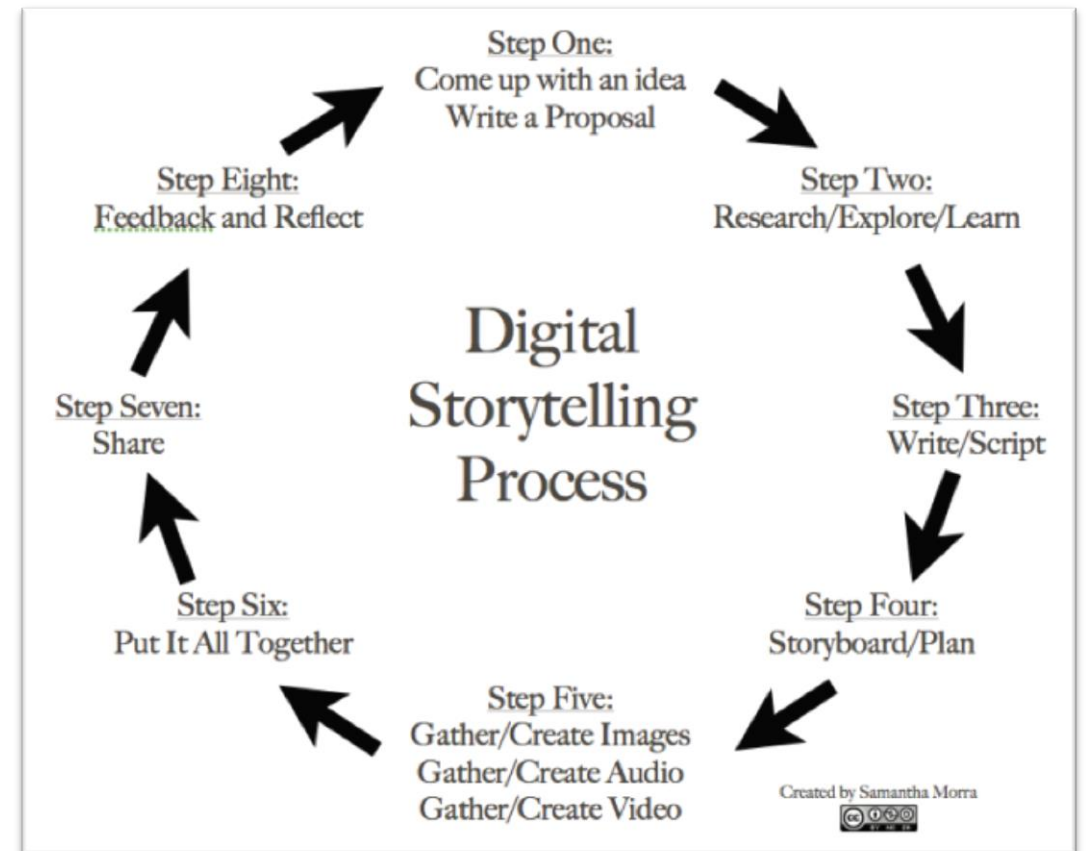 Step One:
Come up with an idea
Write a Proposal
Step Two:
Research/Explore/Learn
Step Three:
Write/Script
Step Four:
Storyboard/Plan
Step Five:
Gather/Create Images
Gather/Create Audio
Gather/Create Video
Step Six:
Put It All Together
Step Seven:
Share
Step Eight:
Feedback and Reflect
Digital
Storytelling
Process
Created by Samantha Morra
cc